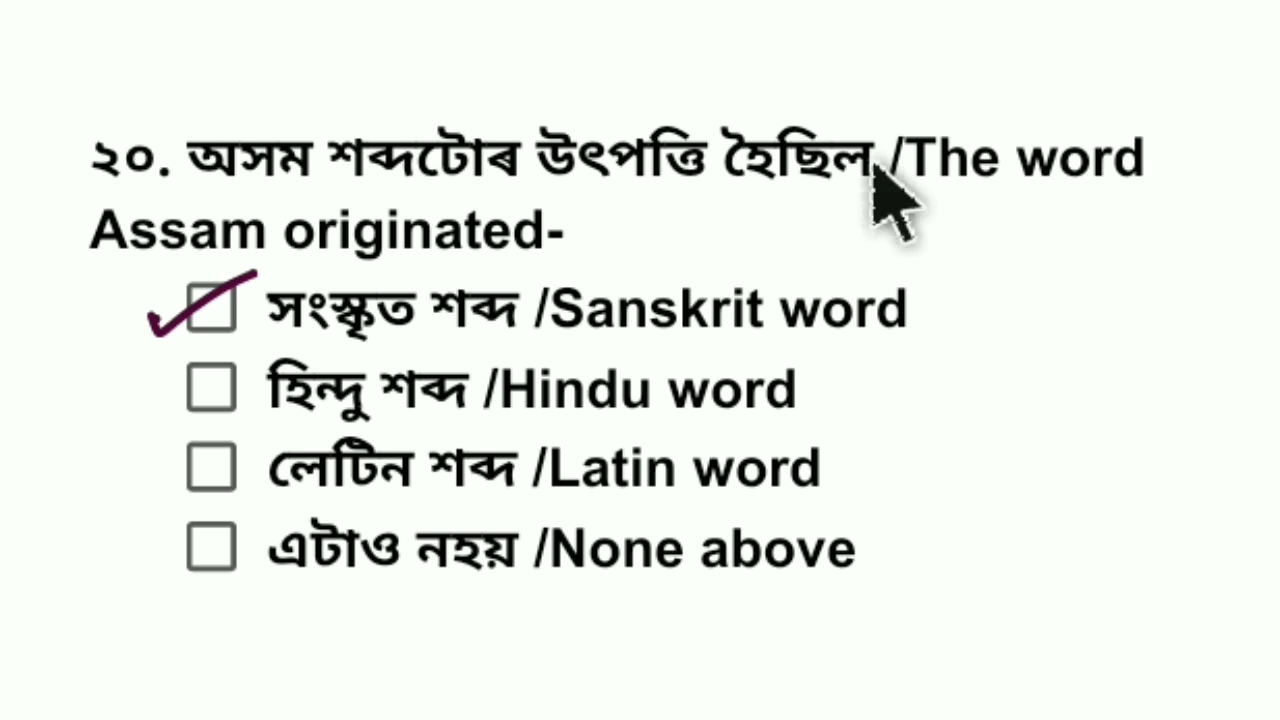 ২০. অসম শব্দটোৰ উৎপত্তি হৈছিল /The word
Assam originated-
সংস্কৃত শব্দ /Sanskrit word
হিন্দু শব্দ /Hindu word
লেটিন শব্দ /Latin word
এটাও নহয় /None above